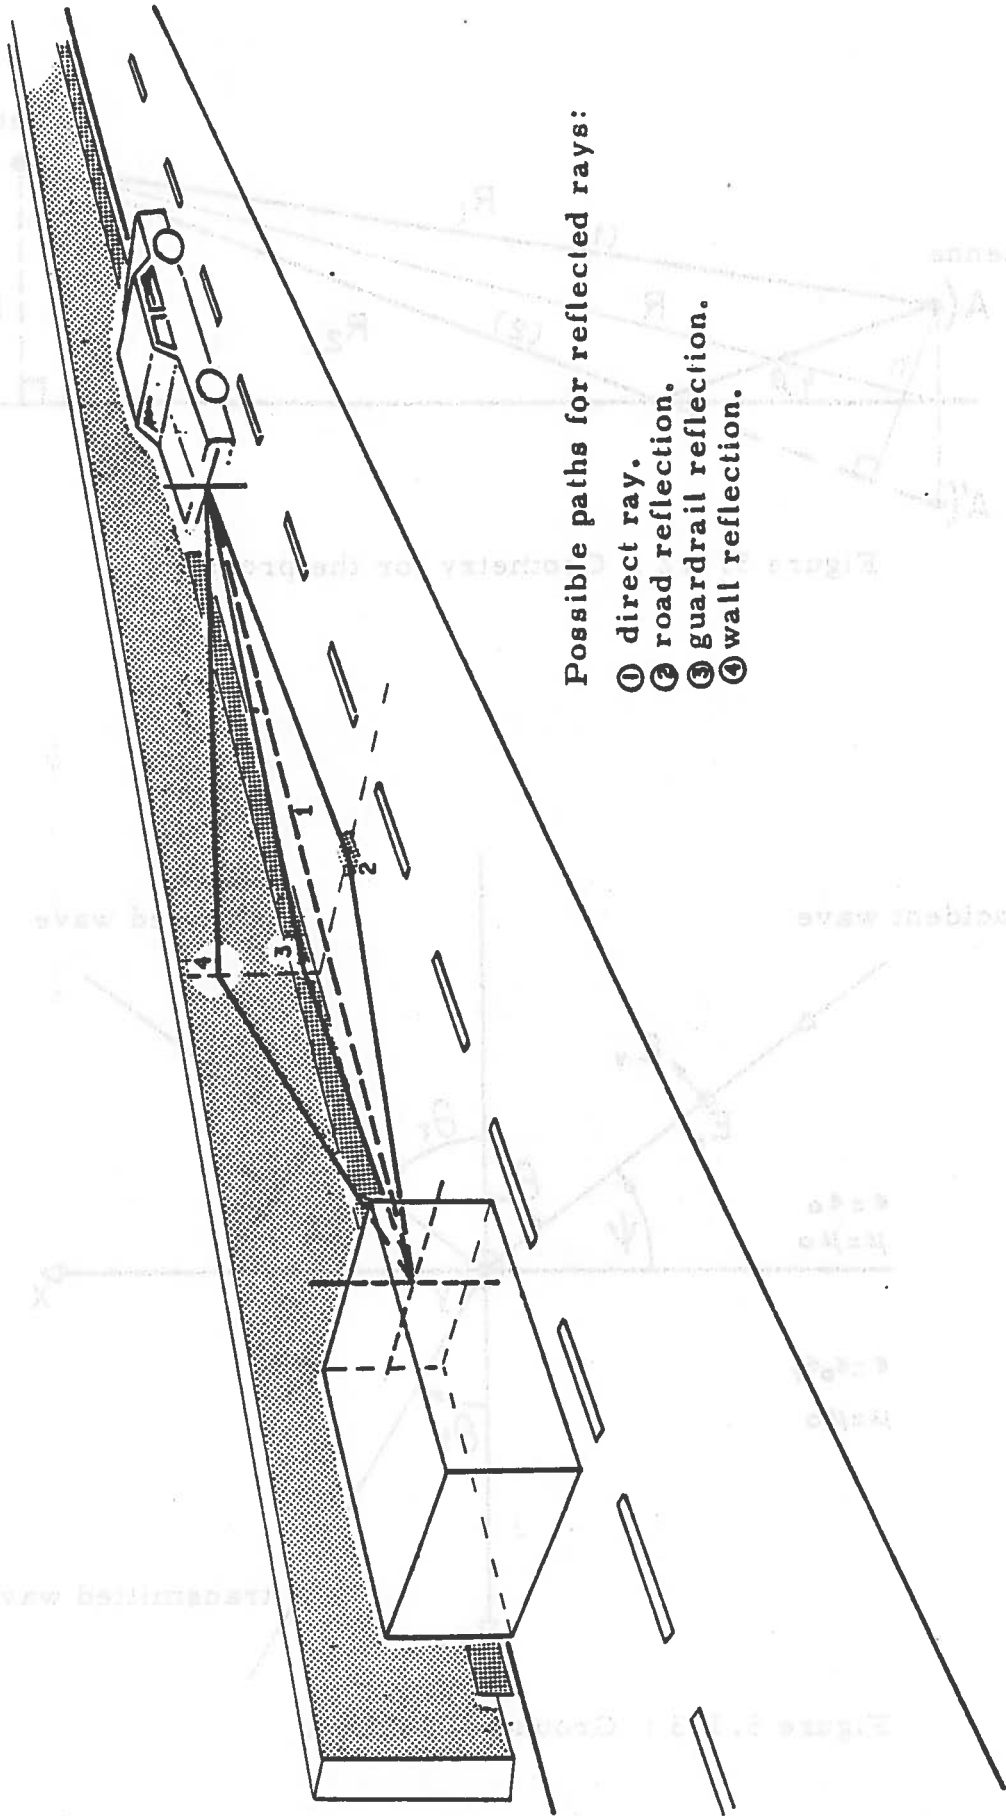 Possible paths for reflected rays:
① direct ray.
② road reflection.
③ guardrail reflection.
④ wall reflection.
1
2
3
4